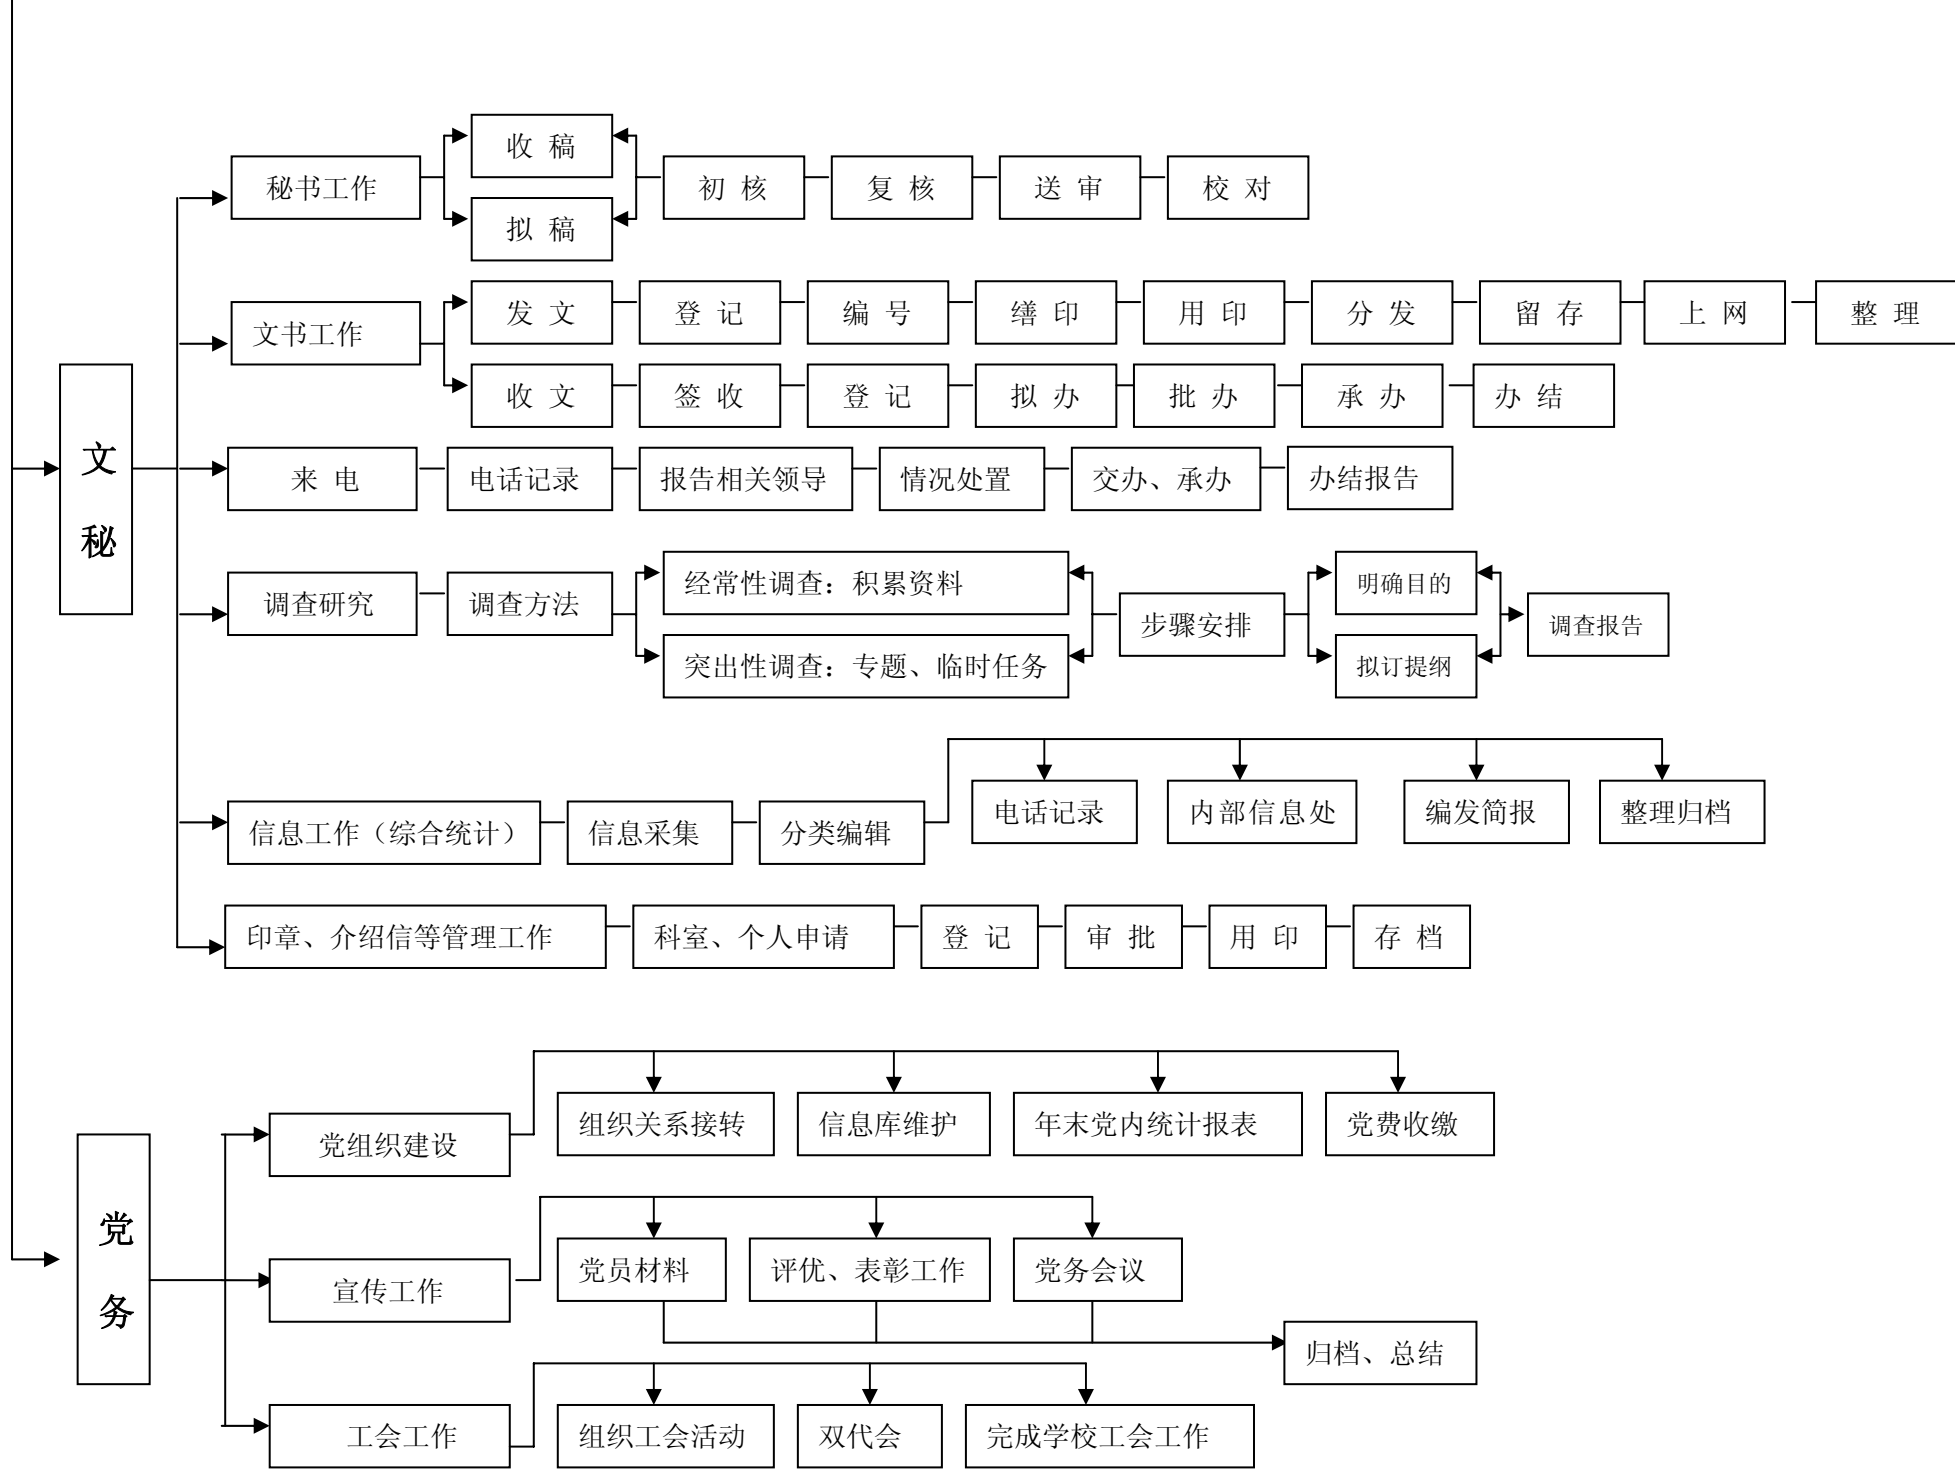 收 稿
秘书工作
初 核
复 核
送 审
校 对
拟 稿
发 文
登 记
编 号
缮 印
用 印
分 发
留 存
上 网
整 理
文书工作
收 文
签 收
登 记
拟 办
批 办
承 办
办 结
文
秘
来 电
电话记录
报告相关领导
情况处置
交办、承办
办结报告
经常性调查：积累资料
明确目的
调查研究
调查方法
步骤安排
调查报告
突出性调查：专题、临时任务
拟订提纲
电话记录
内部信息处
编发简报
整理归档
信息工作（综合统计）
信息采集
分类编辑
印章、介绍信等管理工作
科室、个人申请
登 记
审 批
用 印
存 档
组织关系接转
信息库维护
年末党内统计报表
党费收缴
党组织建设
党
务
党员材料
评优、表彰工作
党务会议
宣传工作
归档、总结
工会工作
组织工会活动
双代会
完成学校工会工作